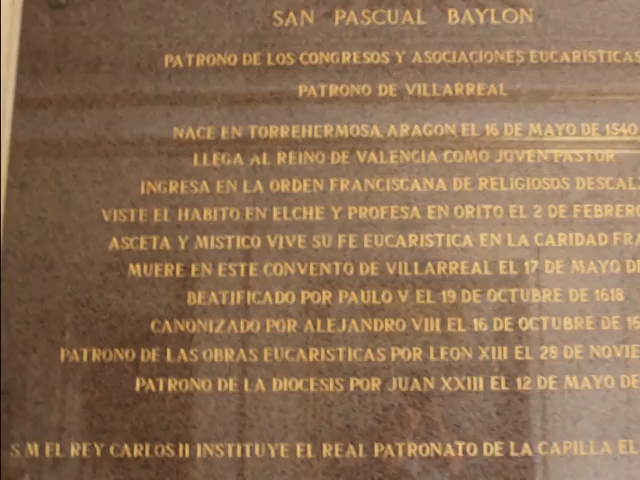 SAN PASCUAL BAYLON
PATRONO DE LOS CONGRESOS Y ASOCIACIONES EUCARISTICAS
PATRONO DE VILLARREAL
NACE EN TORREHERMOSA ARAGON EL 16 DE MAYO DE 1540
LLEGA AL REINO DE VALENCIA COMO JOVEN PASTOR
INGRESA EN LA ORDEN FRANCISCANA DE RELIGIOSOS DESCAL
VISTE EL HABITO EN ELCHE Y PROFESA EN ORITO EL 2 DE FEBRERO
ASCETA Y MISTICO VIVE SU FE EUCARISTICA EN LA CARIDAD FRA
MUERE EN ESTE CONVENTO DE VILLARREAL EL 17 DE MAYO DE
BEATIFICADO POR PAULO V EL 19 DE OCTUBRE DE 1618
CANONIZADO POR ALEJANDRO VIII EL 16 DE OCTUBRE DE
PATRONO DE LAS OBRAS EUCARISTICAS POR LEON XIII EL 28 DE NOVIE
PATRONO DE LA DIOCESIS POR JUAN XXIII EL 12 DE MAYO DE
S M EL REY CARLOS II INSTITUYE EL REAL PATRONATO DE LA CAPILLA EL